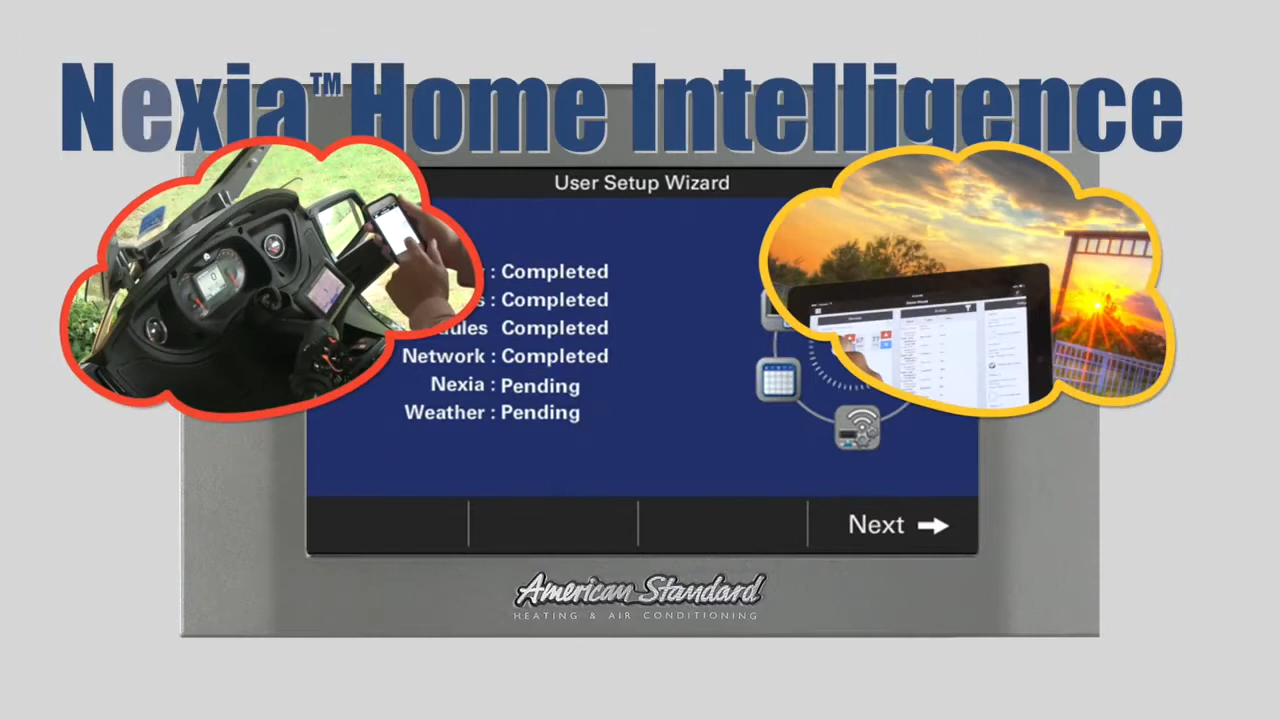 Nexia™ Home Intelligence
User Setup Wizard
: Completed
: Completed
Completed
Network : Completed
Nexia : Pending
Weather : Pending
Next
American Standard
HEATING & AIR CONDITIONING